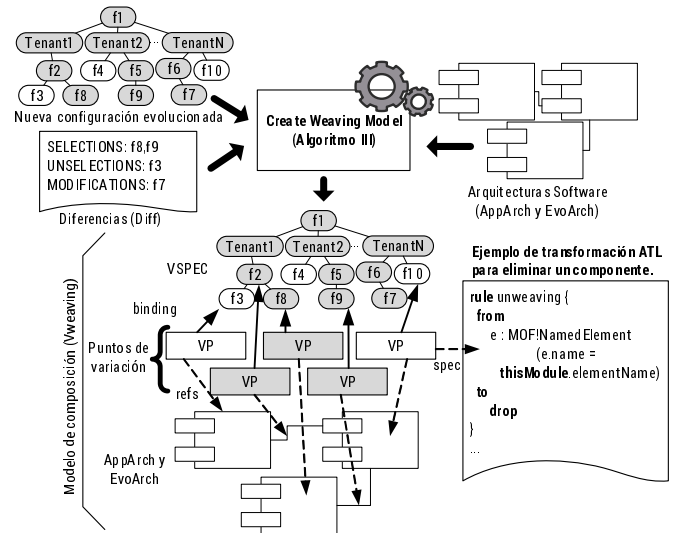 f1
Tenant1 Tenant2 ... TenantN
f2 f4 f5 f6 f10
f3 f8 f9 f7
Nueva configuración evolucionada
SELECTIONS: f8,f9
UNSELECTIONS: f3
MODIFICATIONS: f7
Diferencias (Diff)
Create Weaving Model
(Algoritmo III)
Arquitecturas Software
(AppArch y EvoArch)
Modelo de composición (Vweaving)
f1
Tenant1 Tenant2 ... TenantN
VSPEC
f2 f4 f5 f6 f10
f3 f8 f9 f7
binding
Puntos de
variación
VP VP VP
VP VP
refs
spec
AppArch y
EvoArch
Ejemplo de transformación ATL
para eliminar un componente.
rule unweaving {
from
e : MOF!NamedElement
(e.name =
thisModule.elementName)
to
drop
}
...